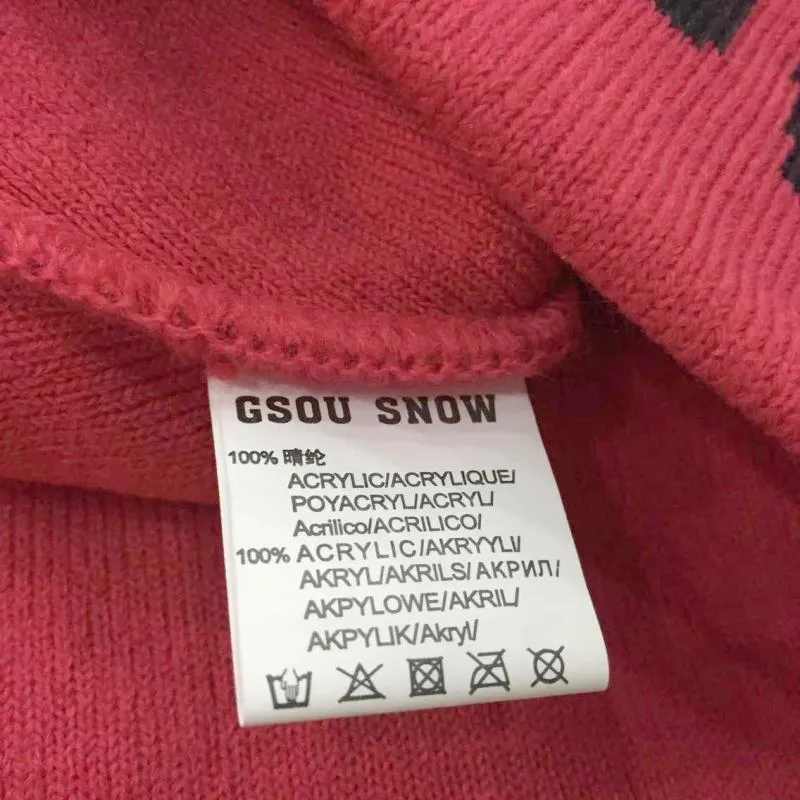 GSOU SNOW
100% 晴纶
ACRYLIC/ACRYLIQUE/
POYACRYL/ACRYL/
Acrilico/ACRILICO/
100% ACRYLIC/AKRYYLI/
AKRYL/AKRILS/АКРИЛ/
AKPYLOWE/AKRIL/
AKPYLIK/Akryl/